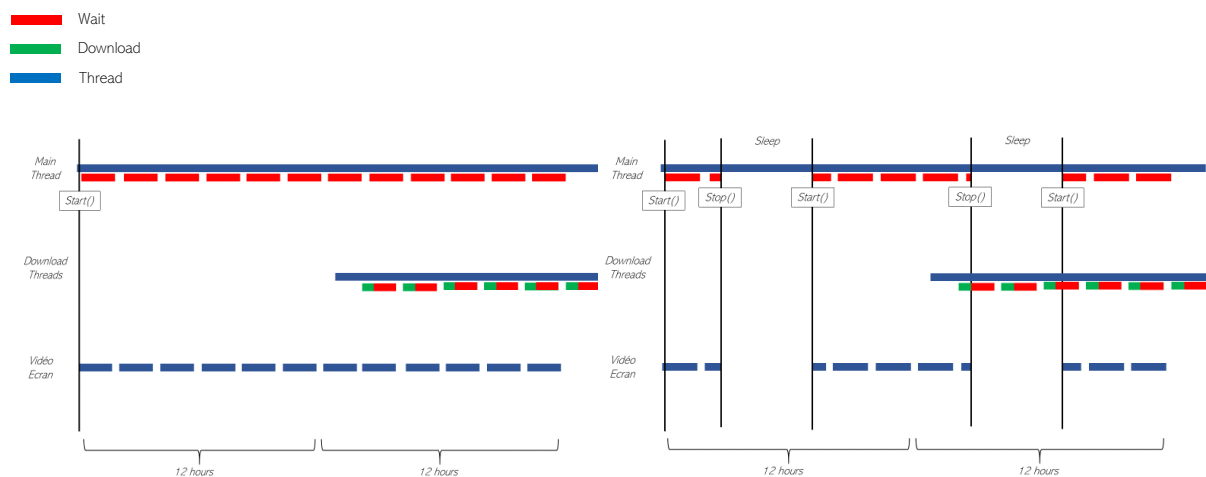 Wait
Download
Thread
Main
Thread
Start()
Download
Threads
Vidéo
Ecran
12 hours
12 hours
Sleep
Sleep
Main
Thread
Start()
Stop()
Start()
Stop()
Start()
Download
Threads
Vidéo
Ecran
12 hours
12 hours